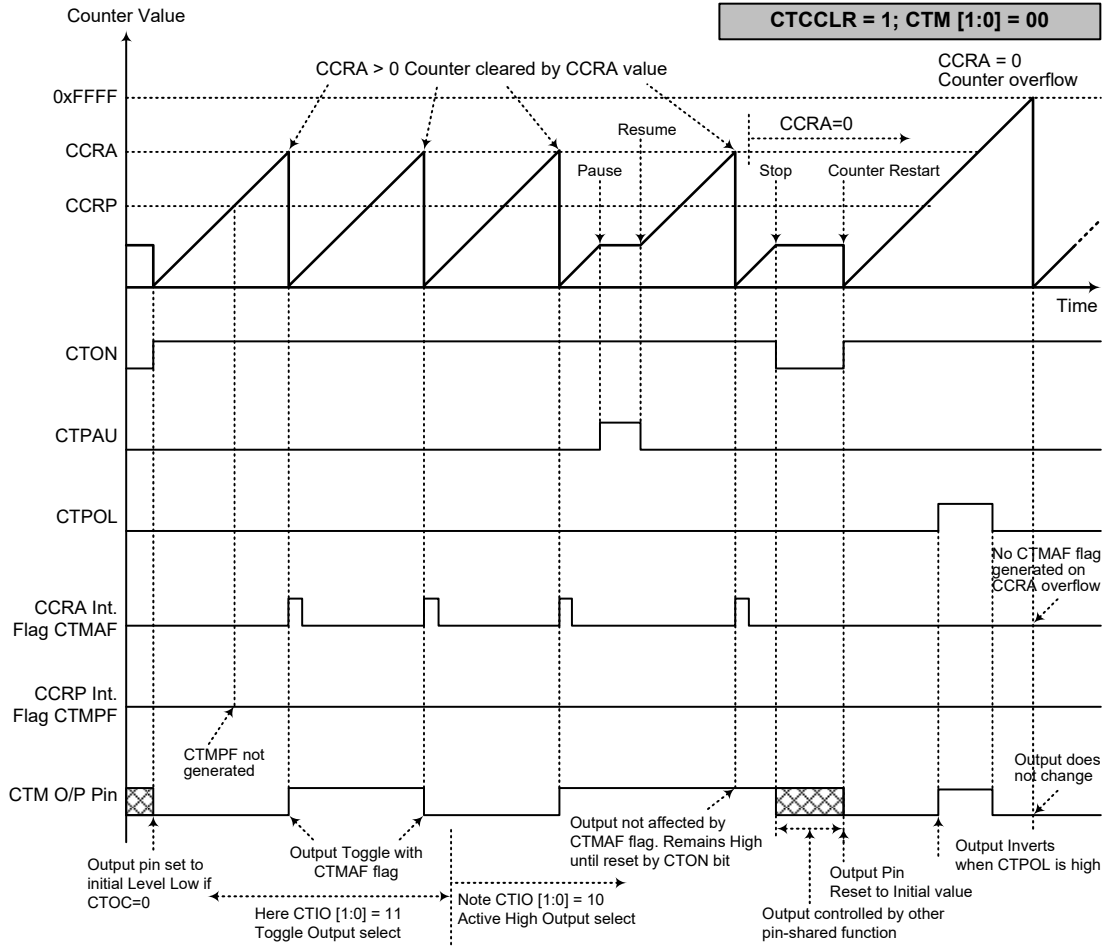 Counter Value
CTCCLR = 1; CTM [1:0] = 00
CCRA > 0 Counter cleared by CCRA value
CCRA = 0
Counter overflow
0xFFFF
CCRA=0
Resume
CCRA
Pause
Stop
Counter Restart
CCRP
Time
CTON
CTPAU
CTPOL
No CTMAF flag
generated on
CCRA overflow
CCRA Int.
Flag CTMAF
CCRP Int.
Flag CTMPF
CTMPF not
generated
Output does
not change
CTM O/P Pin
Output pin set to
initial Level Low if
CTOC=0
Output Toggle with
CTMAF flag
Output not affected by
CTMAF flag. Remains High
until reset by CTON bit
Output Inverts
when CTPOL is high
Output Pin
Reset to Initial value
Here CTIO [1:0] = 11
Toggle Output select
Note CTIO [1:0] = 10
Active High Output select
Output controlled by other
pin-shared function